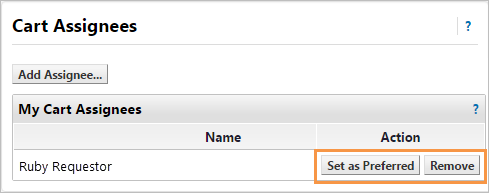 Cart Assignees ?
Add Assignee...
My Cart Assignees ?
Name Action
Ruby Requestor Set as Preferred Remove